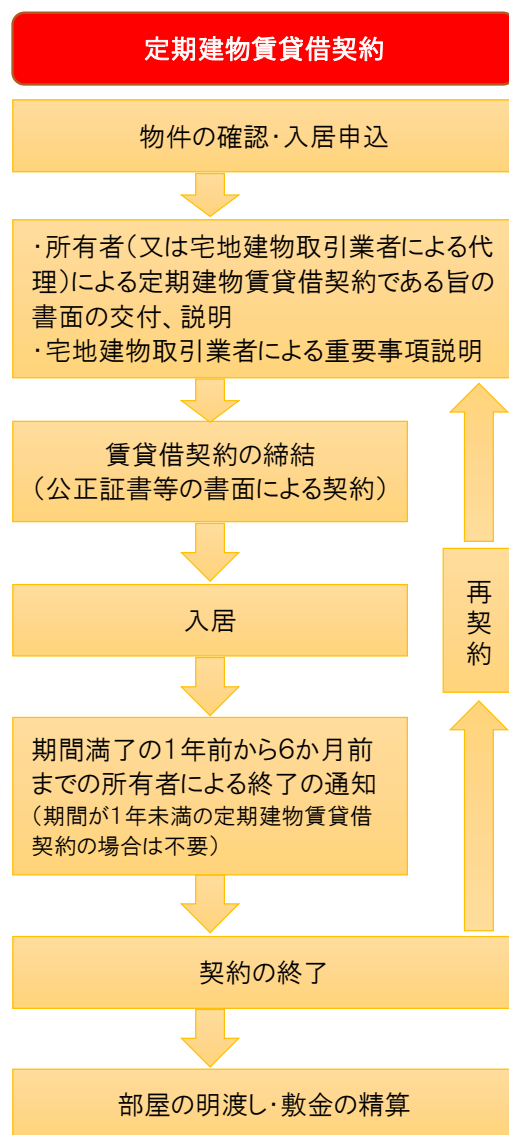 定期建物賃貸借契約
物件の確認・入居申込
・所有者（又は宅地建物取引業者による代
理）による定期建物賃貸借契約である旨の
書面の交付、説明
・宅地建物取引業者による重要事項説明
賃貸借契約の締結
（公正証書等の書面による契約）
入居
再契約
期間満了の1年前から6か月前
までの所有者による終了の通知
（期間が1年未満の定期建物賃貸借
契約の場合は不要）
契約の終了
部屋の明渡し・敷金の精算